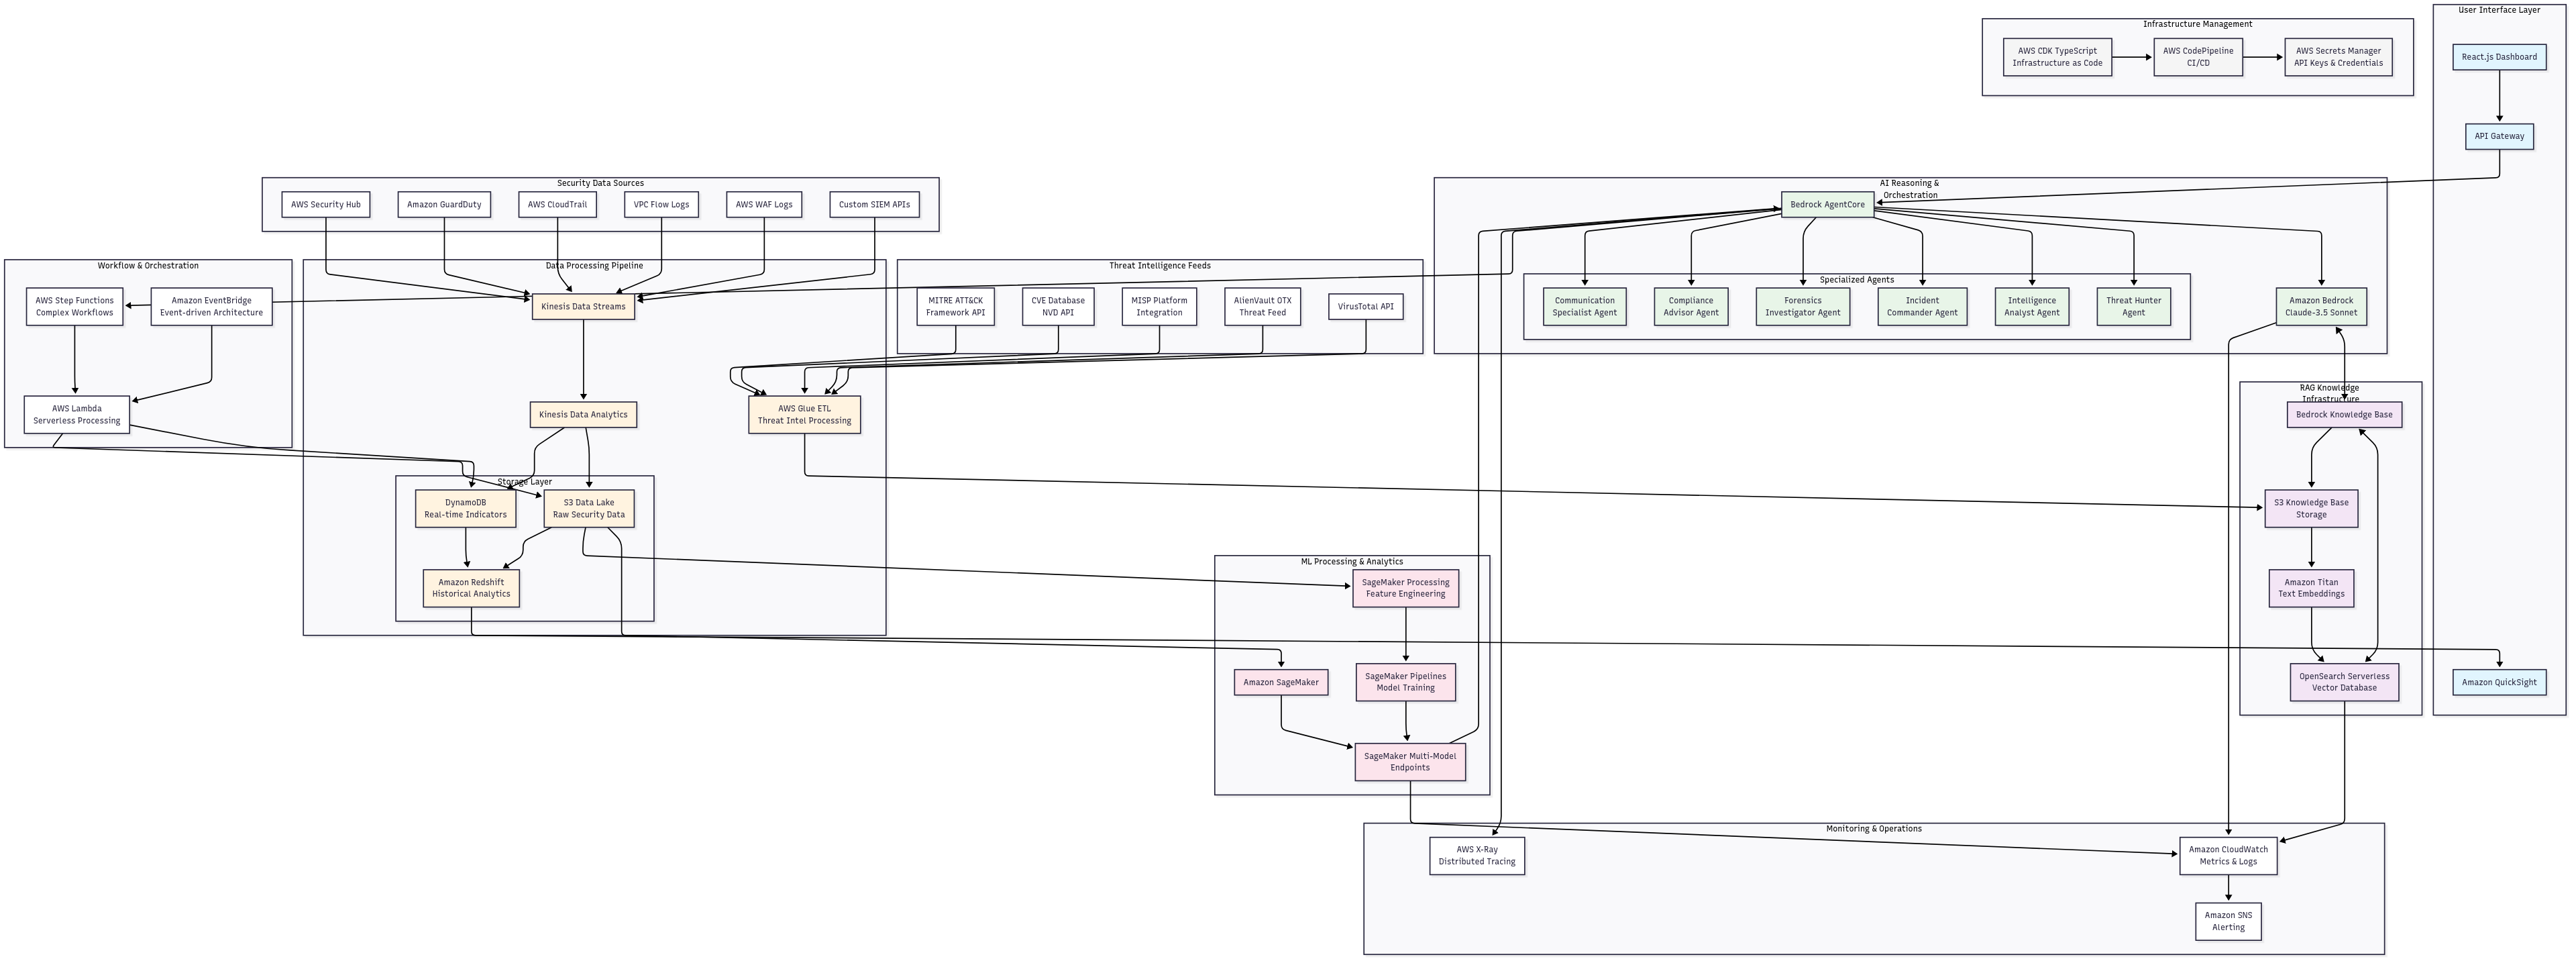 User Interface Layer
React.js Dashboard
API Gateway
Amazon QuickSight
Infrastructure Management
AWS CDK TypeScript
Infrastructure as Code
AWS CodePipeline
CI/CD
AWS Secrets Manager
API Keys & Credentials
Security Data Sources
AWS Security Hub
Amazon GuardDuty
AWS CloudTrail
VPC Flow Logs
AWS WAF Logs
Custom SIEM APIs
AI Reasoning &
Orchestration
Bedrock AgentCore
Specialized Agents
Communication
Specialist Agent
Compliance
Advisor Agent
Forensics
Investigator Agent
Incident
Commander Agent
Intelligence
Analyst Agent
Threat Hunter
Agent
Amazon Bedrock
Claude-3.5 Sonnet
Workflow & Orchestration
AWS Step Functions
Complex Workflows
Amazon EventBridge
Event-driven Architecture
AWS Lambda
Serverless Processing
Data Processing Pipeline
Kinesis Data Streams
Kinesis Data Analytics
AWS Glue ETL
Threat Intel Processing
Storage Layer
DynamoDB
Real-time Indicators
S3 Data Lake
Raw Security Data
Amazon Redshift
Historical Analytics
Threat Intelligence Feeds
MITRE ATT&CK
Framework API
CVE Database
NVD API
MISP Platform
Integration
AlienVault OTX
Threat Feed
VirusTotal API
RAG Knowledge
Infrastructure
Bedrock Knowledge Base
S3 Knowledge Base
Storage
Amazon Titan
Text Embeddings
OpenSearch Serverless
Vector Database
ML Processing & Analytics
SageMaker Processing
Feature Engineering
Amazon SageMaker
SageMaker Pipelines
Model Training
SageMaker Multi-Model
Endpoints
Monitoring & Operations
AWS X-Ray
Distributed Tracing
Amazon CloudWatch
Metrics & Logs
Amazon SNS
Alerting